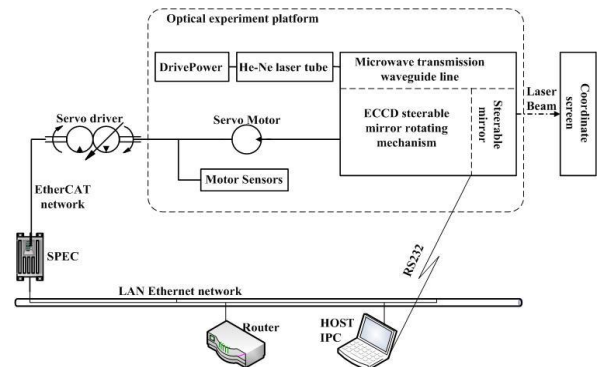 Optical experiment platform
DrivePower
He-Ne laser tube
Microwave transmission
waveguide line
ECCD steerable
mirror rotating
mechanism
Steerable
mirror
Laser
Beam
Coordinate
screen
Servo driver
Servo Motor
Motor Sensors
EtherCAT
network
SPEC
RS232
LAN Ethernet network
Router
HOST
IPC